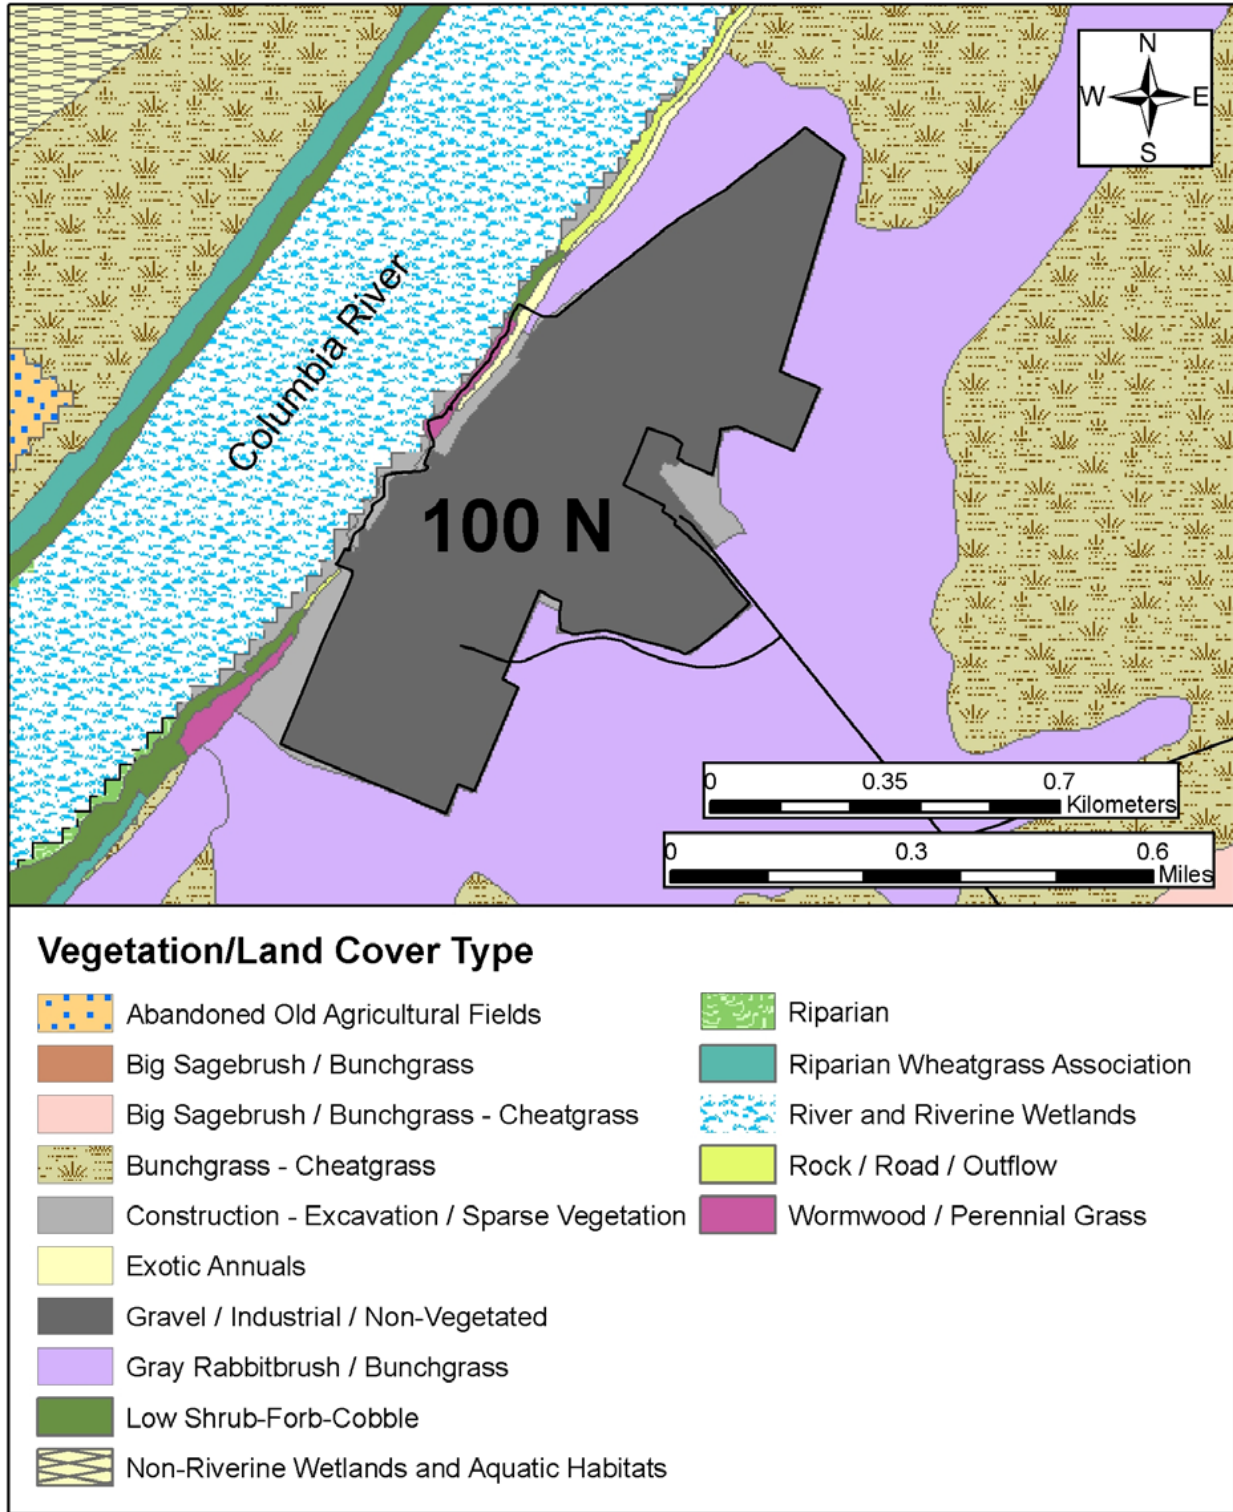 N
W E
S
Columbia River
100 N
0 0.35 0.7
Kilometers
0 0.3 0.6
Miles
Vegetation/Land Cover Type
Abandoned Old Agricultural Fields
Big Sagebrush / Bunchgrass
Big Sagebrush / Bunchgrass - Cheatgrass
Bunchgrass - Cheatgrass
Construction - Excavation / Sparse Vegetation
Exotic Annuals
Gravel / Industrial / Non-Vegetated
Gray Rabbitbrush / Bunchgrass
Low Shrub-Forb-Cobble
Non-Riverine Wetlands and Aquatic Habitats
Riparian
Riparian Wheatgrass Association
River and Riverine Wetlands
Rock / Road / Outflow
Wormwood / Perennial Grass